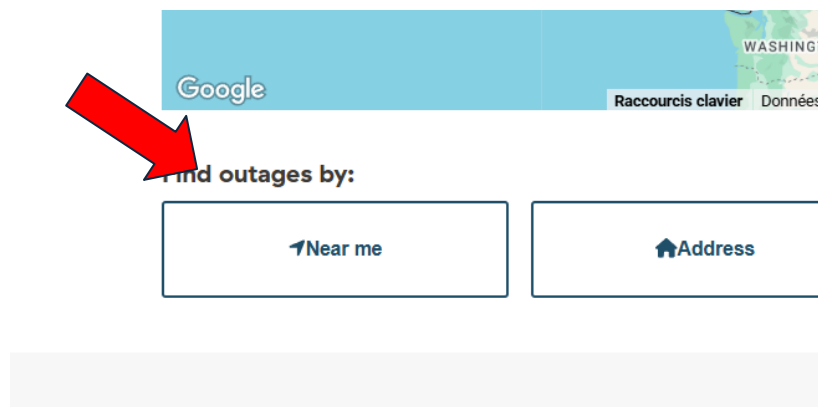 WASHING
Google
Raccourcis clavier Données
Find outages by:
Near me
Address